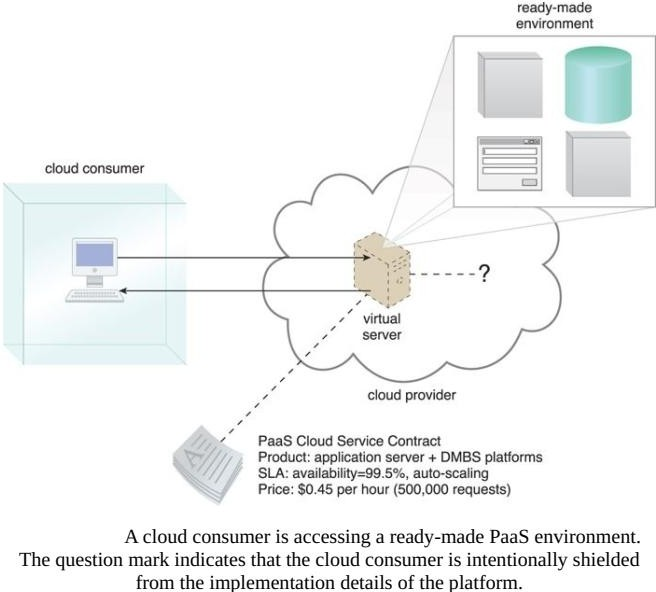 ready-made
environment
cloud consumer
?
virtual
server
cloud provider
A
PaaS Cloud Service Contract
Product: application server + DMBS platforms
SLA: availability=99.5%, auto-scaling
Price: $0.45 per hour (500,000 requests)
A cloud consumer is accessing a ready-made PaaS environment.
The question mark indicates that the cloud consumer is intentionally shielded
from the implementation details of the platform.